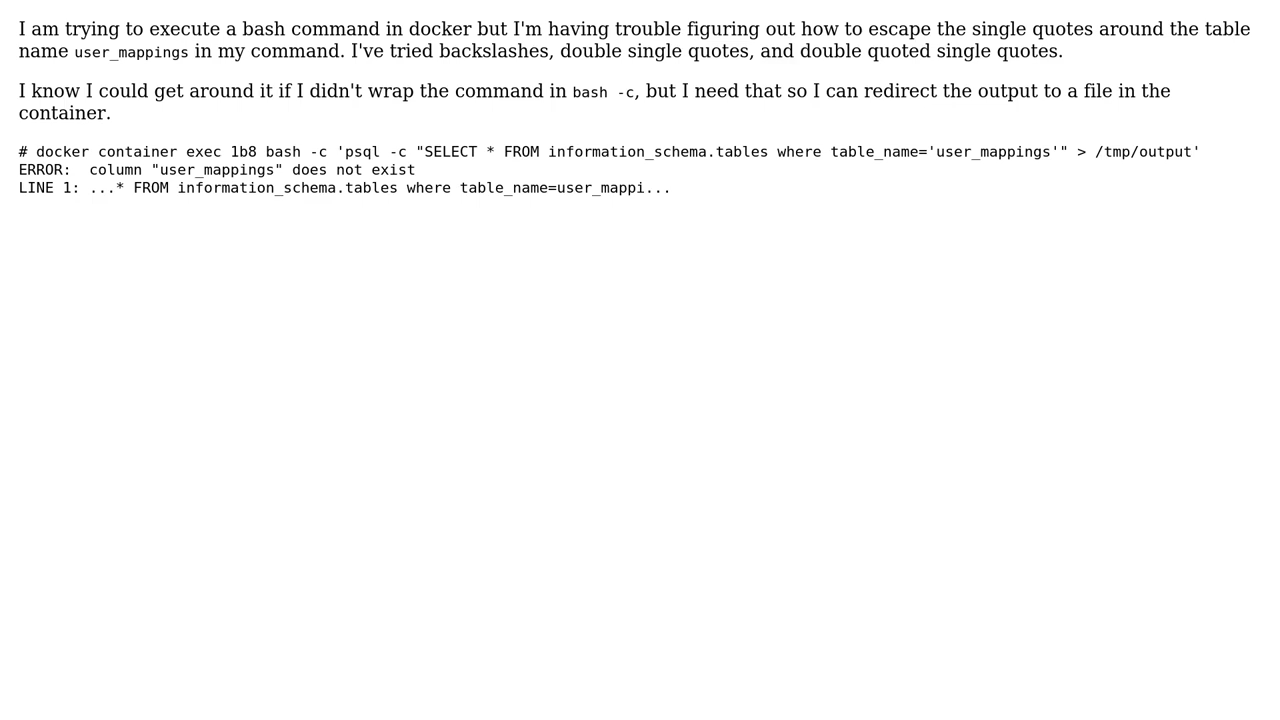 I am trying to execute a bash command in docker but I'm having trouble figuring out how to escape the single quotes around the table
name user_mappings in my command. I've tried backslashes, double single quotes, and double quoted single quotes.
I know I could get around it if I didn't wrap the command in bash -c, but I need that so I can redirect the output to a file in the
container.
# docker container exec 1b8 bash -c 'psql -c "SELECT * FROM information_schema.tables where table_name='user_mappings'" > /tmp/output'
ERROR:  column "user_mappings" does not exist
LINE 1: ...* FROM information_schema.tables where table_name=user_mappi...